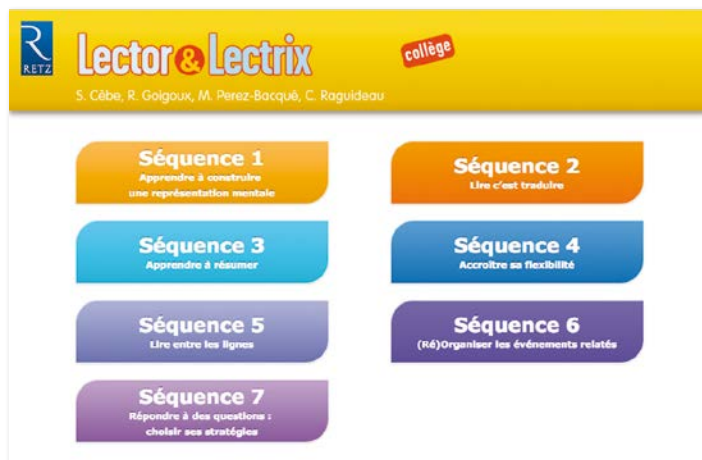 RETZ
Lector & Lectrix
collège
S. Cèbe, R. Goigoux, M. Perez-Bacqué, C. Raguideau
Séquence 1
Apprendre à construire
une représentation mentale
Séquence 2
Lire c'est traduire
Séquence 3
Apprendre à résumer
Séquence 4
Accroître sa flexibilité
Séquence 5
Lire entre les lignes
Séquence 6
(Ré)Organiser les événements relatés
Séquence 7
Répondre à des questions :
choisir ses stratégies